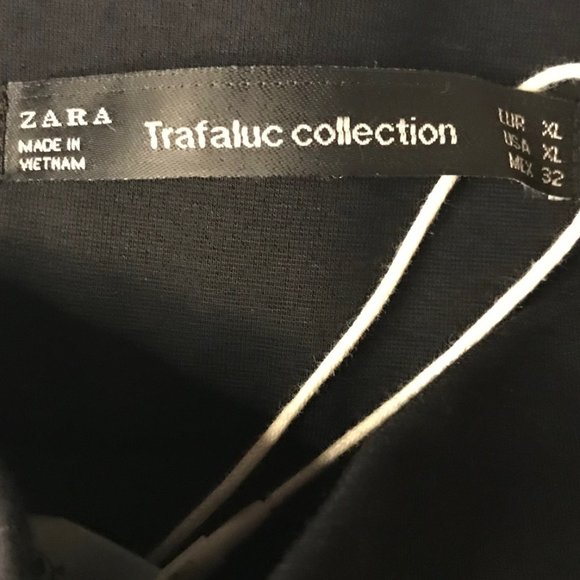 ZARA
MADE IN
VIETNAM
Trafaluc collection
EUR XL
USA XL
MEX 32